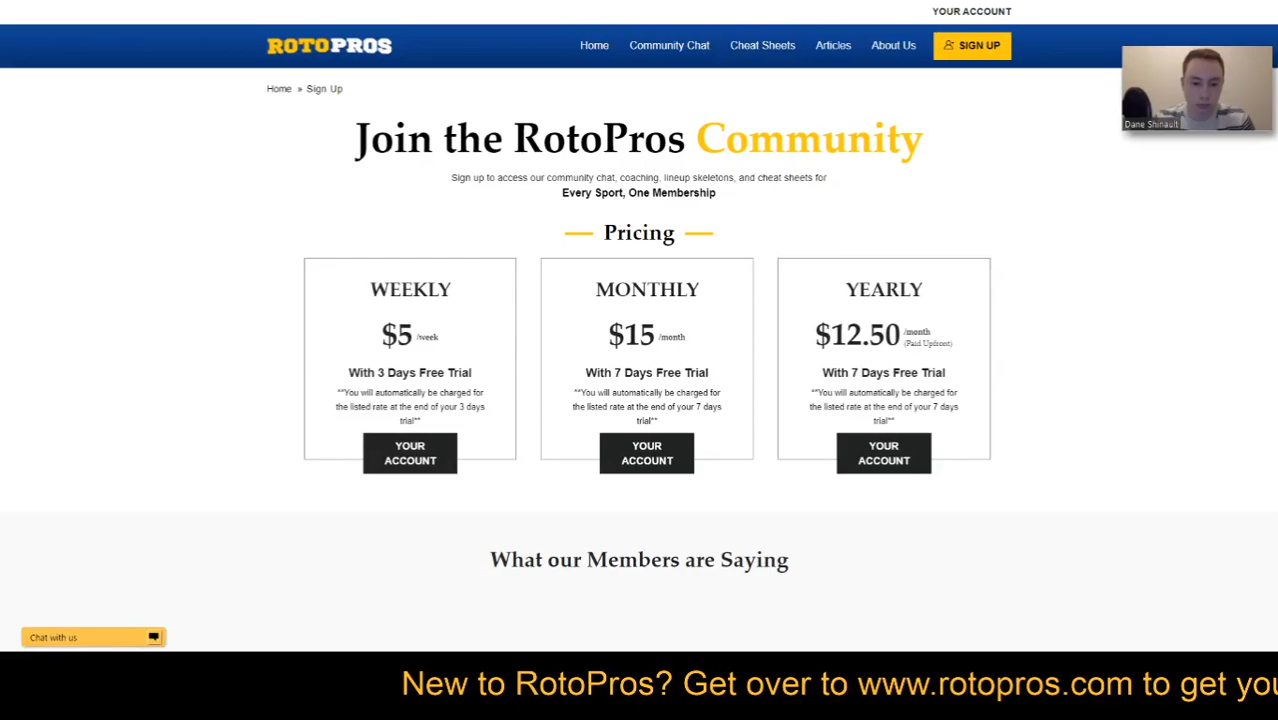 YOUR ACCOUNT
ROTOPROS
Home
Community Chat
Cheat Sheets
Articles
About Us
SIGN UP
Dane Shinault
Home » Sign Up
Join the RotoPros Community
Sign up to access our community chat, coaching, lineup skeletons, and cheat sheets for
Every Sport, One Membership
Pricing
WEEKLY
$5 /week
With 3 Days Free Trial
**You will automatically be charged for
the listed rate at the end of your 3 days
trial**
YOUR
ACCOUNT
MONTHLY
$15 /month
With 7 Days Free Trial
**You will automatically be charged for
the listed rate at the end of your 7 days
trial**
YOUR
ACCOUNT
YEARLY
$12.50 /month
(Paid Upfront)
With 7 Days Free Trial
**You will automatically be charged for
the listed rate at the end of your 7 days
trial**
YOUR
ACCOUNT
What our Members are Saying
Chat with us
New to RotoPros? Get over to www.rotopros.com to get you